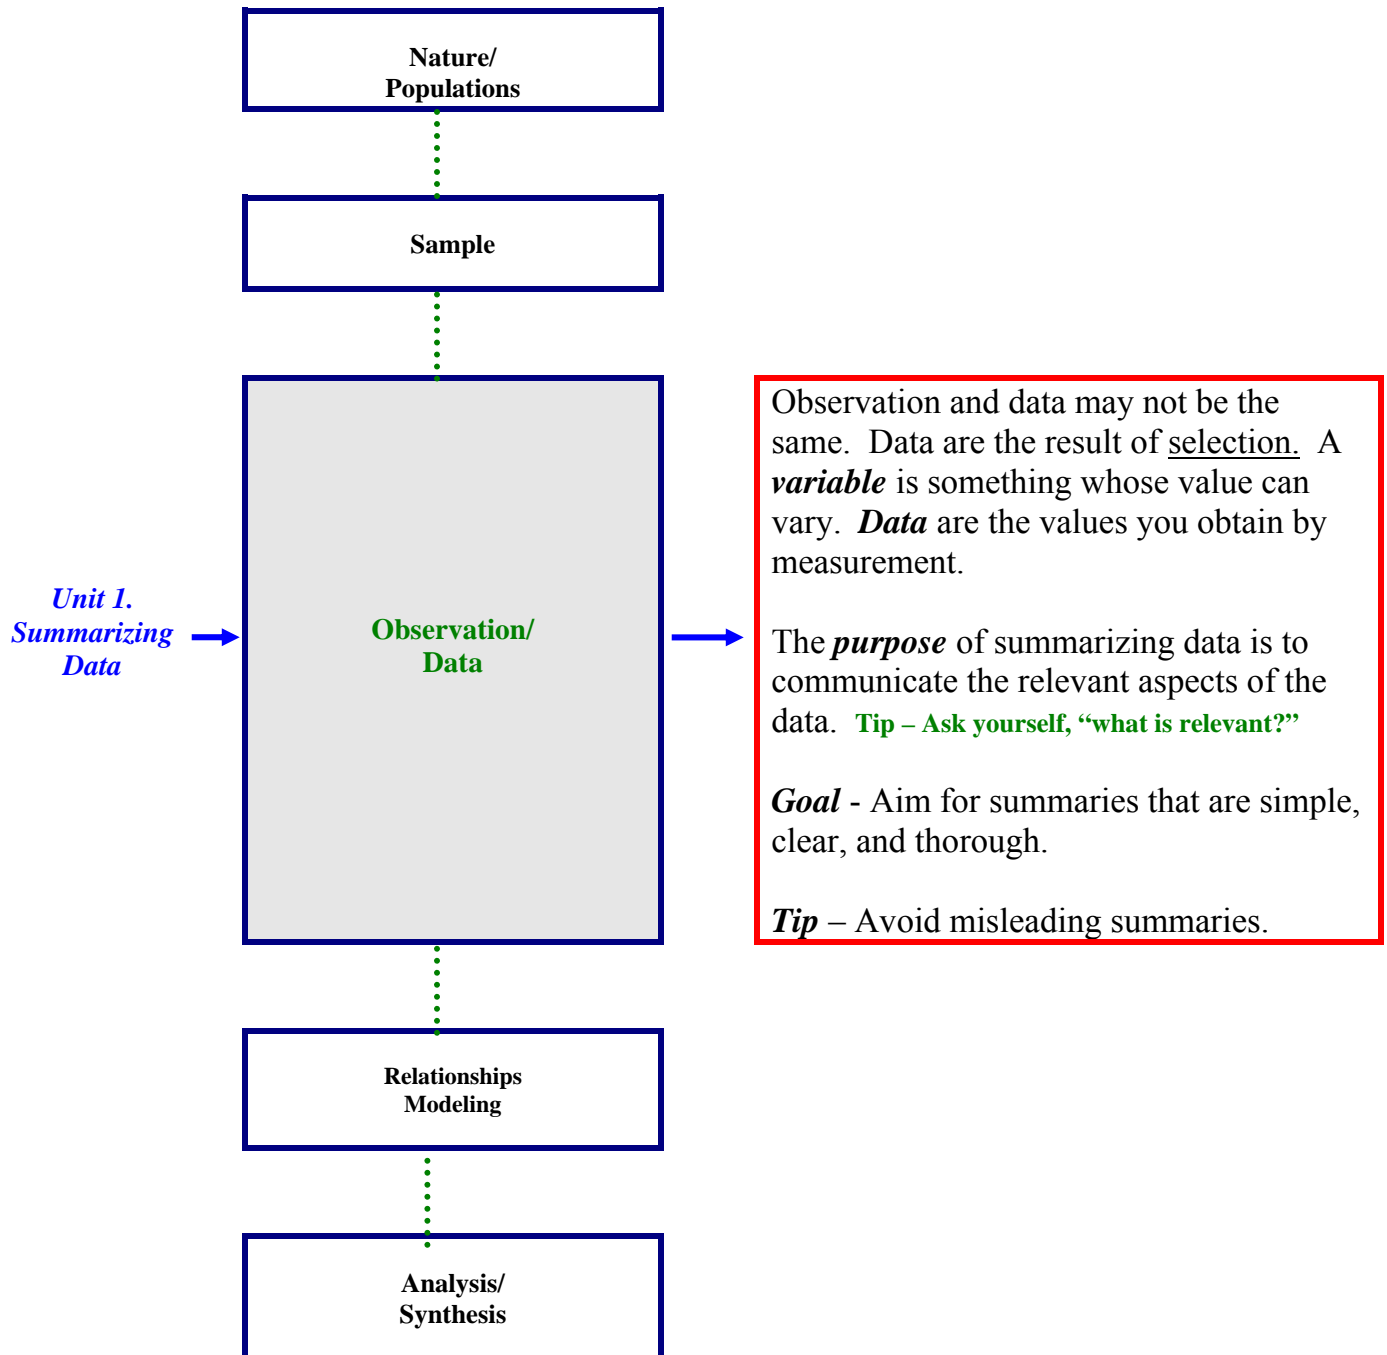 Nature/
Populations
Sample
Unit 1.
Summarizing
Data
Observation/
Data
Observation and data may not be the
same.  Data are the result of selection.  A
variable is something whose value can
vary.  Data are the values you obtain by
measurement.
The purpose of summarizing data is to
communicate the relevant aspects of the
data.  Tip – Ask yourself, “what is relevant?”
Goal - Aim for summaries that are simple,
clear, and thorough.
Tip – Avoid misleading summaries.
Relationships
Modeling
Analysis/
Synthesis